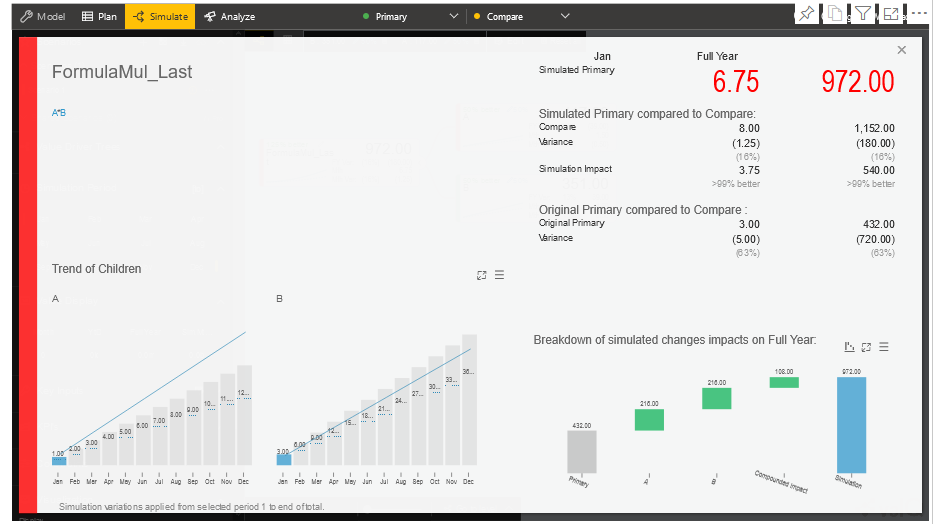 Model Plan Simulate Analyze Primary Compare
FormulaMul_Last
A*B
Jan Full Year
Simulated Primary 6.75 972.00
Simulated Primary compared to Compare:
Compare 8.00 1,152.00
Variance (1.25) (180.00)
(16%) (16%)
Simulation Impact 3.75 540.00
>99% better >99% better
Original Primary compared to Compare :
Original Primary 3.00 432.00
Variance (5.00) (720.00)
(63%) (63%)
Trend of Children
A
1.00 2.00 3.00 4.00 5.00 6.00 7.00 8.00 9.00 10... 11... 12...
Jan Feb Mar Apr May Jun Jul Aug Sep Oct Nov Dec
B
3.00 6.00 9.00 12... 15... 18... 21... 24... 27... 30... 33... 36...
Jan Feb Mar Apr May Jun Jul Aug Sep Oct Nov Dec
Breakdown of simulated changes impacts on Full Year:
432.00 216.00 216.00 108.00 972.00
Primary A B Compounded Impact Simulation
Simulation variations applied from selected period 1 to end of total.